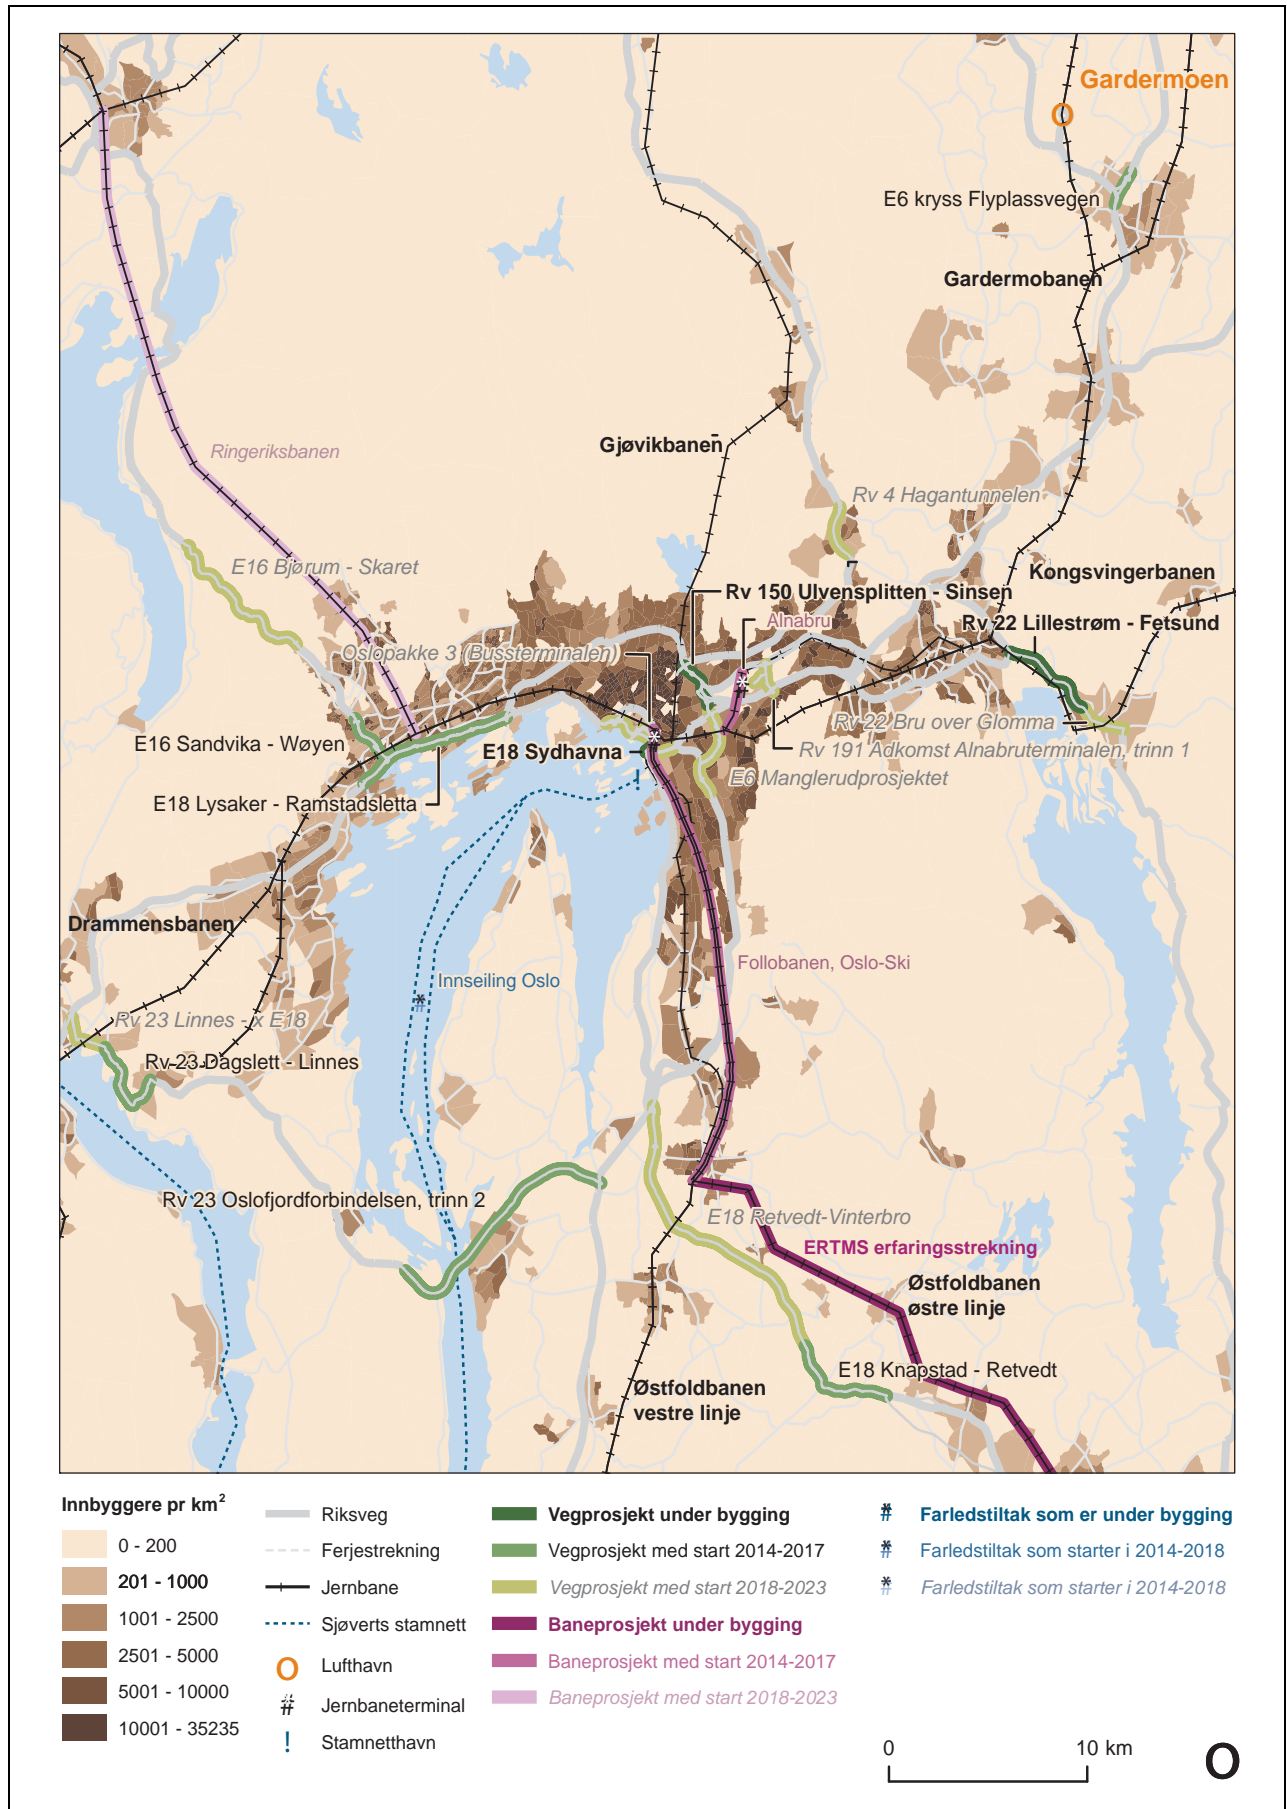 Gardermoen
O
E6 kryss Flyplassvegen
Gardermobanen
Ringeriksbanen
Gjøvikbanen
Rv 4 Hagantunnelen
E16 Bjørum - Skaret
Kongsvingerbanen
Rv 150 Ulvensplitten - Sinsen
Alnabru
Rv 22 Lillestrøm - Fetsund
Oslopakke 3 (Bussterminalen)
Rv 22 Bru over Glomma
E16 Sandvika - Wøyen
E18 Sydhavna
Rv 191 Adkomst Alnabruterminalen, trinn 1
E6 Manglerudprosjektet
E18 Lysaker - Ramstadsletta
Drammensbanen
Follobanen, Oslo-Ski
Innseiling Oslo
Rv 23 Linnes - x E18
Rv 23 Dagslett - Linnes
Rv 23 Oslofjordforbindelsen, trinn 2
E18 Retvedt-Vinterbro
ERTMS erfaringsstrekning
Østfoldbanen
østre linje
E18 Knapstad - Retvedt
Østfoldbanen
vestre linje
Innbyggere pr km²
0 - 200
201 - 1000
1001 - 2500
2501 - 5000
5001 - 10000
10001 - 35235
Riksveg
Ferjestrekning
Jernbane
Sjøverts stamnett
O Lufthavn
# Jernbaneterminal
! Stamnetthavn
Vegprosjekt under bygging
Vegprosjekt med start 2014-2017
Vegprosjekt med start 2018-2023
Baneprosjekt under bygging
Baneprosjekt med start 2014-2017
Baneprosjekt med start 2018-2023
# Farledstiltak som er under bygging
# Farledstiltak som starter i 2014-2018
# Farledstiltak som starter i 2014-2018
0 10 km
O